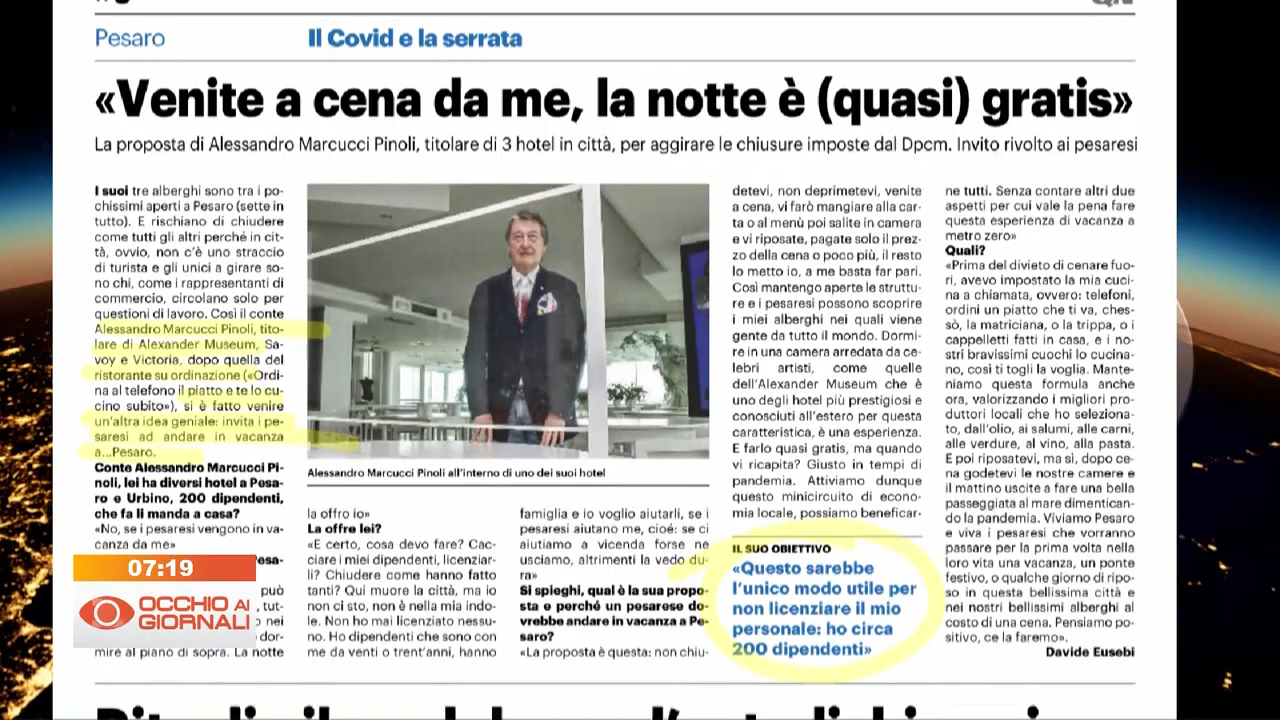 Pesaro
Il Covid e la serrata
«Venite a cena da me, la notte è (quasi) gratis»
La proposta di Alessandro Marcucci Pinoli, titolare di 3 hotel in città, per aggirare le chiusure imposte dal Dpcm. Invito rivolto ai pesaresi
I suoi tre alberghi sono tra i po-
chissimi aperti a Pesaro (sette in
tutto). E rischiano di chiudere
come tutti gli altri perché in cit-
tà, ovvio, non c'è uno straccio
di turista e gli unici a girare so-
no chi, come i rappresentanti di
commercio, circolano solo per
questioni di lavoro. Così il conte
Alessandro Marcucci Pinoli, tito-
lare di Alexander Museum, Sa-
voy e Victoria, dopo quella del
ristorante su ordinazione («Ordi-
na al telefono il piatto e te lo cu-
cino subito»), si è fatto venire
un'altra idea geniale: invita i pe-
saresi ad andare in vacanza
a...Pesaro.
Conte Alessandro Marcucci Pi-
noli, lei ha diversi hotel a Pesa-
ro e Urbino, 200 dipendenti,
che fa li manda a casa?
«No, se i pesaresi vengono in va-
canza da me»
esa-
può
, tut-
o nei
dor-
mire al piano di sopra. La notte
07:19
OCCHIO AI
GIORNALI
Alessandro Marcucci Pinoli all'interno di uno dei suoi hotel
la offro io»
La offre lei?
«E certo, cosa devo fare? Cac-
ciare i miei dipendenti, licenziar-
li? Chiudere come hanno fatto
tanti? Qui muore la città, ma io
non ci sto, non è nella mia indo-
le. Non ho mai licenziato nessu-
no. Ho dipendenti che sono con
me da venti o trent'anni, hanno
famiglia e io voglio aiutarli, se i
pesaresi aiutano me, cioé: se ci
aiutiamo a vicenda forse ne
usciamo, altrimenti la vedo du-
ra»
Si spieghi, qual è la sua propo-
sta e perché un pesarese do-
vrebbe andare in vacanza a Pe-
saro?
«La proposta è questa: non chiu-
detevi, non deprimetevi, venite
a cena, vi farò mangiare alla car-
ta o al menù poi salite in camera
e vi riposate, pagate solo il prez-
zo della cena o poco più, il resto
lo metto io, a me basta far pari.
Così mantengo aperte le struttu-
re e i pesaresi possono scoprire
i miei alberghi nei quali viene
gente da tutto il mondo. Dormi-
re in una camera arredata da ce-
lebri artisti, come quelle
dell'Alexander Museum che è
uno degli hotel più prestigiosi e
conosciuti all'estero per questa
caratteristica, è una esperienza.
E farlo quasi gratis, ma quando
vi ricapita? Giusto in tempi di
pandemia. Attiviamo dunque
questo minicircuito di econo-
mia locale, possiamo beneficar-
IL SUO OBIETTIVO
«Questo sarebbe
l'unico modo utile per
non licenziare il mio
personale: ho circa
200 dipendenti»
ne tutti. Senza contare altri due
aspetti per cui vale la pena fare
questa esperienza di vacanza a
metro zero»
Quali?
«Prima del divieto di cenare fuo-
ri, avevo impostato la mia cuci-
na a chiamata, ovvero: telefoni,
ordini un piatto che ti va, ches-
sò, la matriciana, o la trippa, o i
cappelletti fatti in casa, e i no-
stri bravissimi cuochi lo cucina-
no, così ti togli la voglia. Mante-
niamo questa formula anche
ora, valorizzando i migliori pro-
duttori locali che ho seleziona-
to, dall'olio, ai salumi, alle carni,
alle verdure, al vino, alla pasta.
E poi riposatevi, ma sì, dopo ce-
na godetevi le nostre camere e
il mattino uscite a fare una bella
passeggiata al mare dimentican-
do la pandemia. Viviamo Pesaro
e viva i pesaresi che vorranno
passare per la prima volta nella
loro vita una vacanza, un ponte
festivo, o qualche giorno di ripo-
so in questa bellissima città e
nei nostri bellissimi alberghi al
costo di una cena. Pensiamo po-
sitivo, ce la faremo».
Davide Eusebi